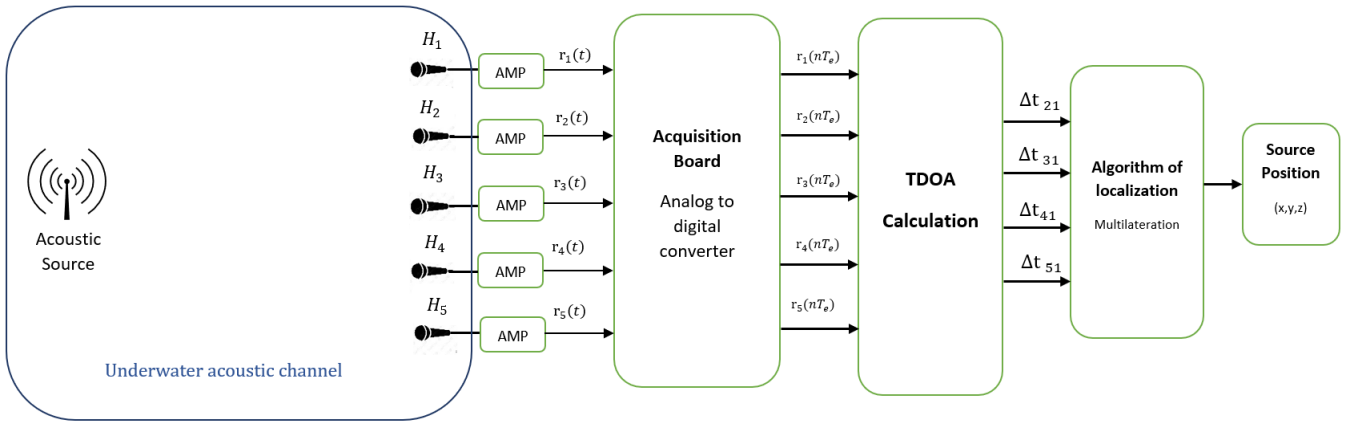 H₁
AMP
r₁(t)
H₂
AMP
r₂(t)
H₃
AMP
r₃(t)
H₄
AMP
r₄(t)
H₅
AMP
r₅(t)
Acoustic
Source
Underwater acoustic channel
Acquisition
Board
Analog to
digital
converter
r₁(nTₑ)
r₂(nTₑ)
r₃(nTₑ)
r₄(nTₑ)
r₅(nTₑ)
TDOA
Calculation
Δt ₂₁
Δt ₃₁
Δt₄₁
Δt ₅₁
Algorithm of
localization
Multilateration
Source
Position
(x,y,z)